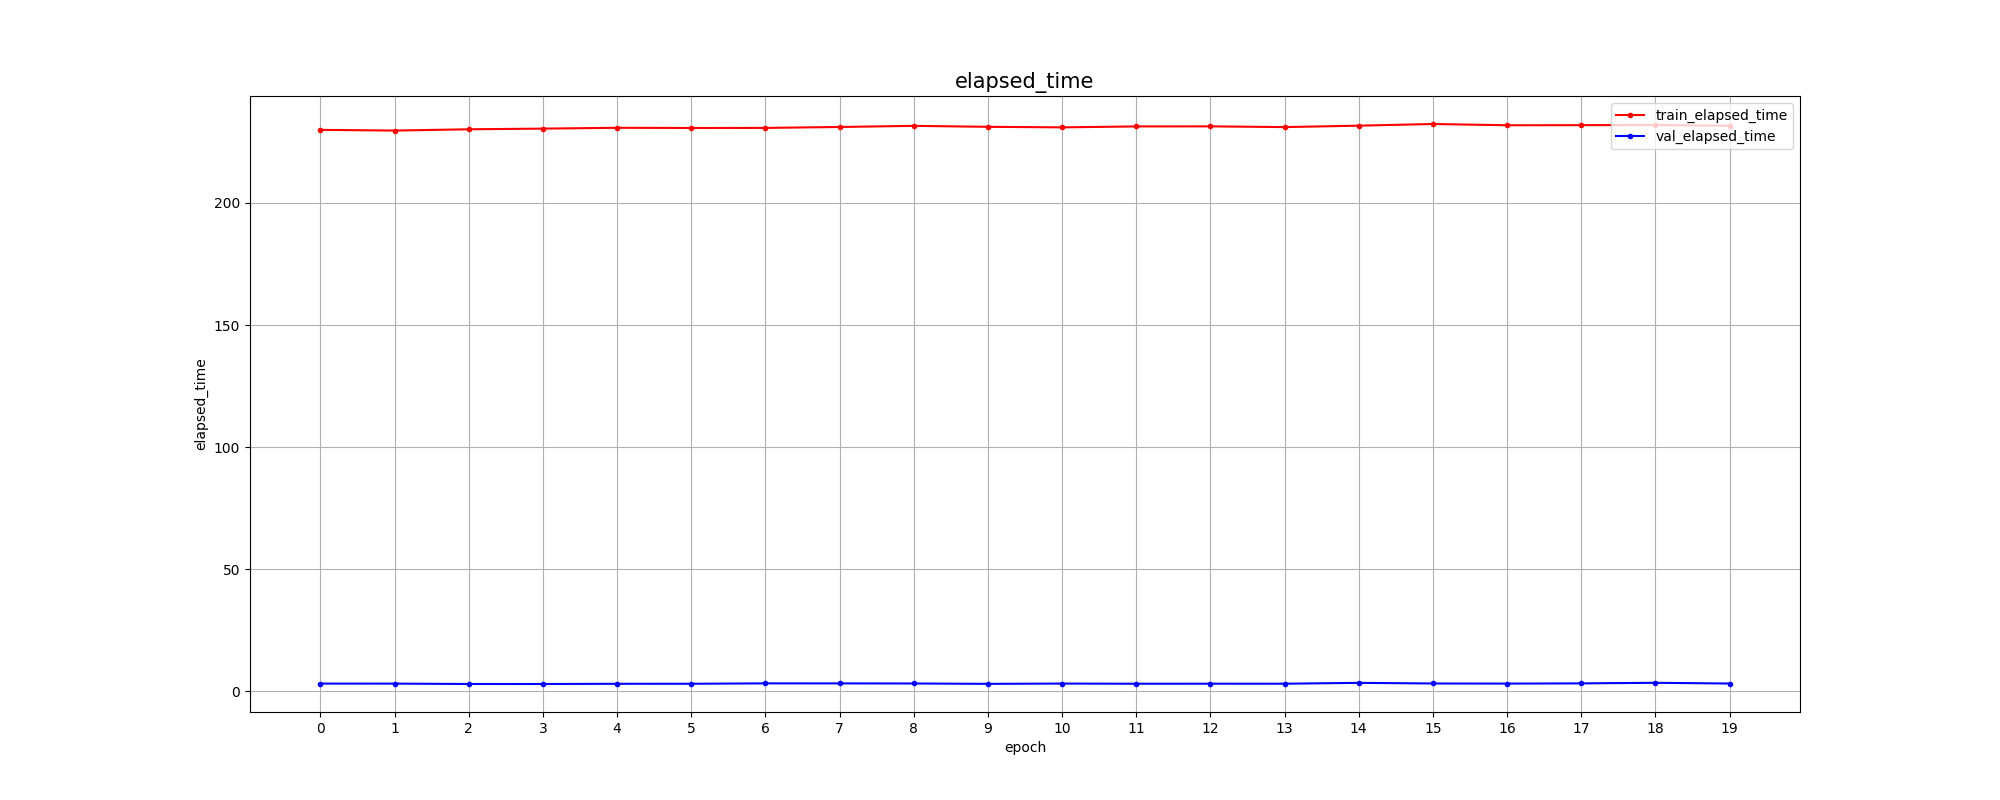 elapsed_time
train_elapsed_time
val_elapsed_time
200
150
100
50
0
elapsed_time
0 1 2 3 4 5 6 7 8 9 10 11 12 13 14 15 16 17 18 19
epoch